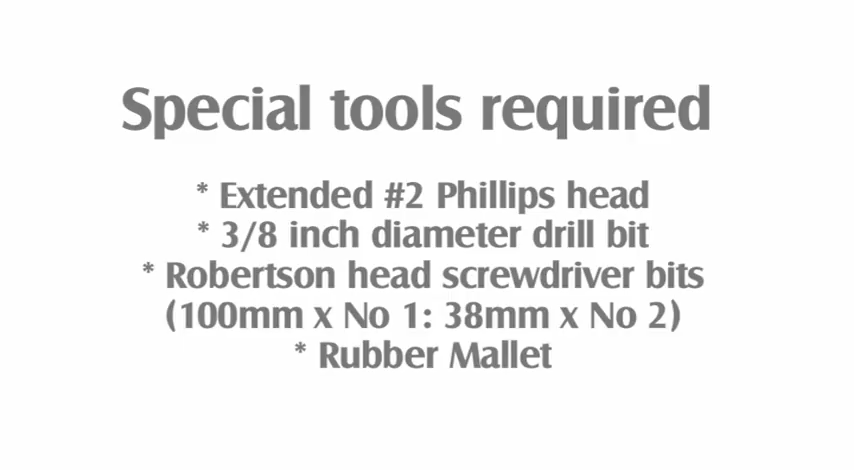 Special tools required
* Extended #2 Phillips head
* 3/8 inch diameter drill bit
* Robertson head screwdriver bits
(100mm x No 1: 38mm x No 2)
* Rubber Mallet